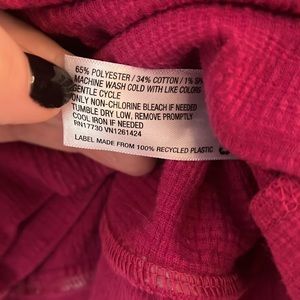 65% POLYESTER / 34% COTTON / 1% SP
MACHINE WASH COLD WITH LIKE COLORS
GENTLE CYCLE
ONLY NON-CHLORINE BLEACH IF NEEDED
TUMBLE DRY LOW, REMOVE PROMPTLY
COOL IRON IF NEEDED
RN17730 VN1261424
LABEL MADE FROM 100% RECYCLED PLASTIC